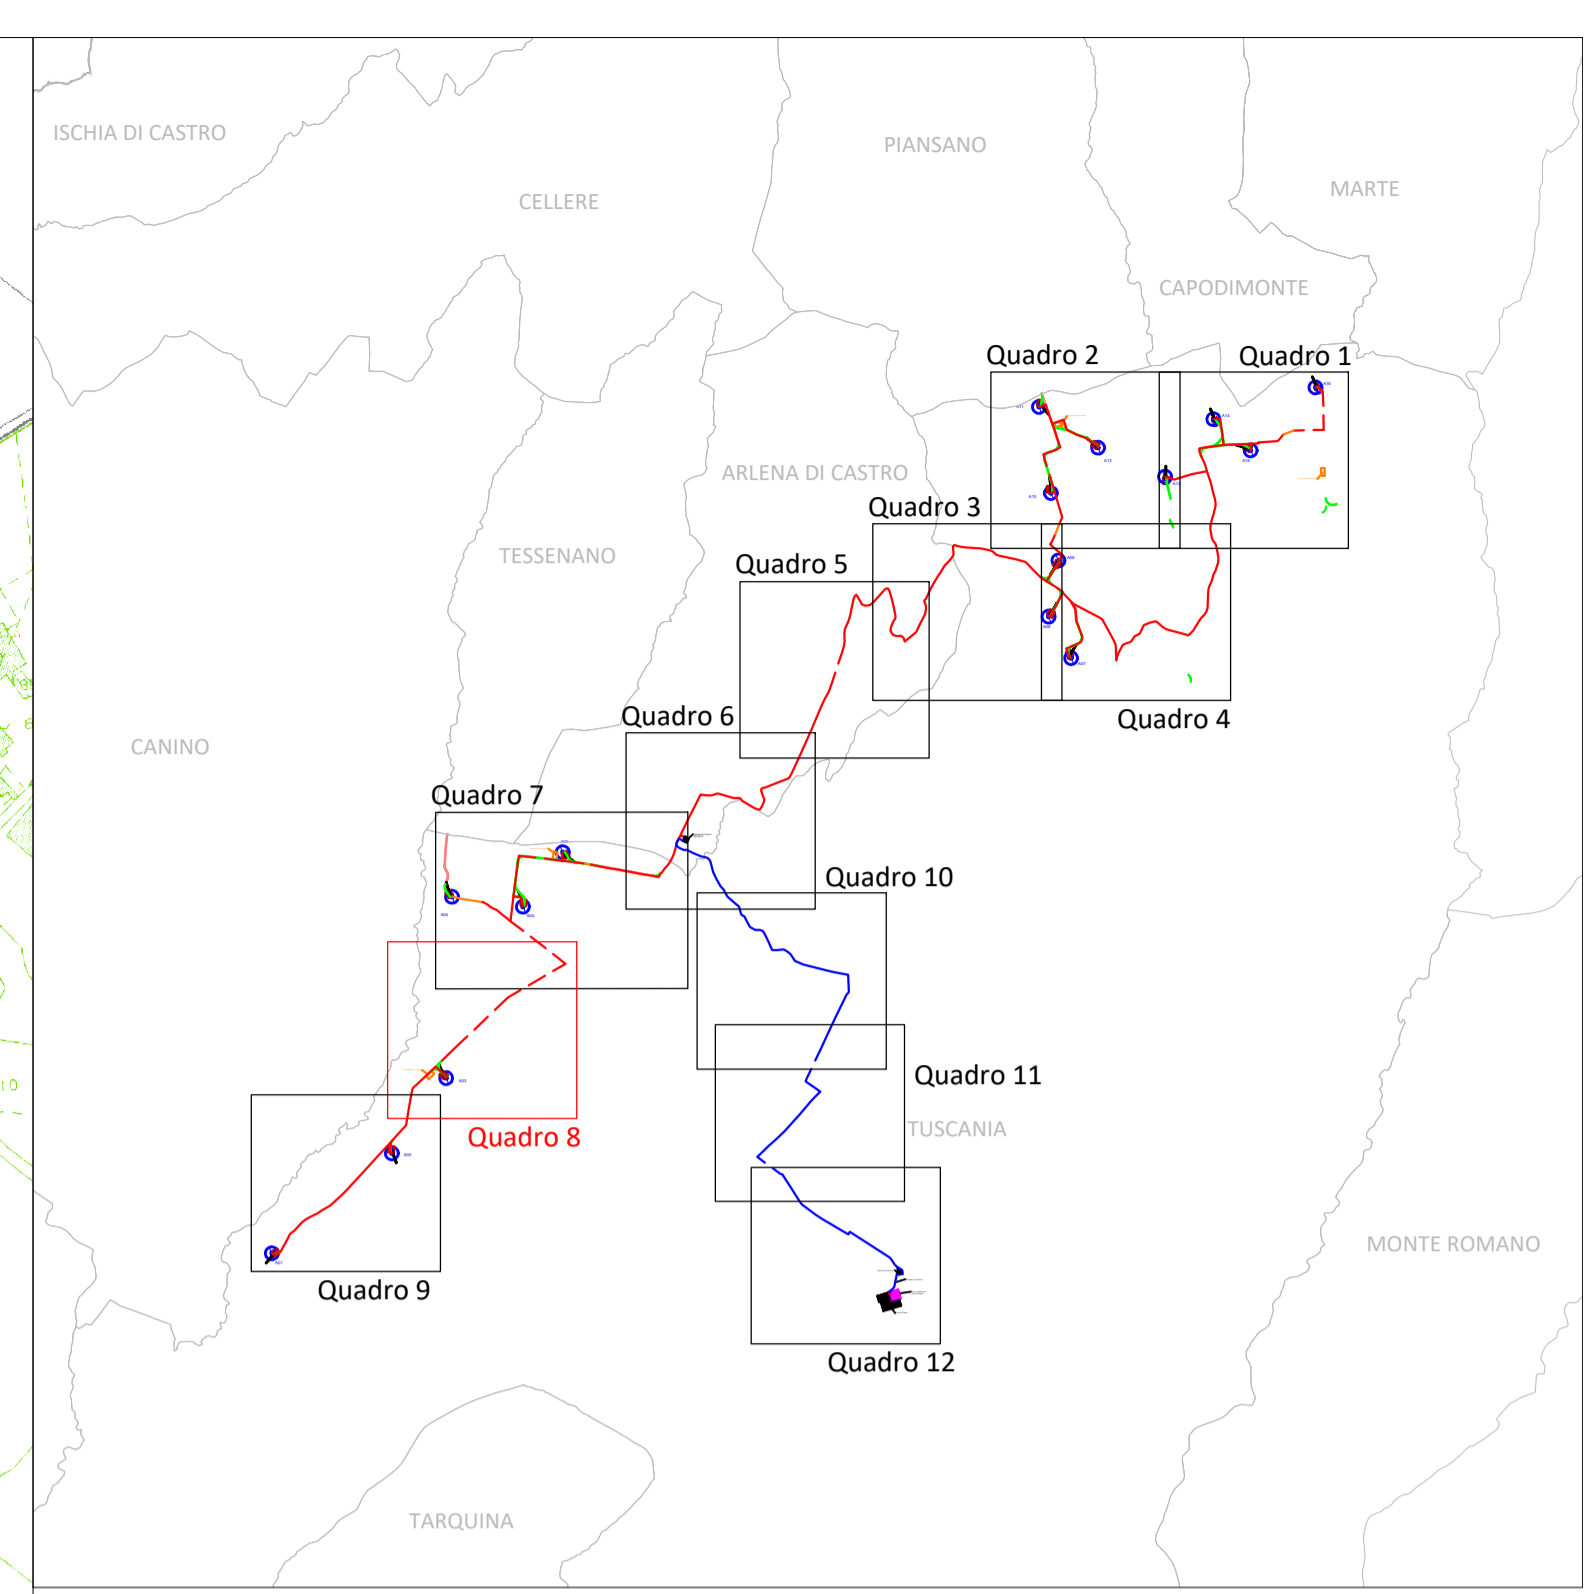 ISCHIA DI CASTRO
PIANSANO
MARTE
CELLERE
CAPODIMONTE
Quadro 2
Quadro 1
ARLENA DI CASTRO
Quadro 3
TESSENANO
Quadro 5
Quadro 6
Quadro 4
CANINO
Quadro 7
Quadro 10
Quadro 11
10
TUSCANIA
Quadro 8
MONTE ROMANO
Quadro 9
Quadro 12
TARQUINA